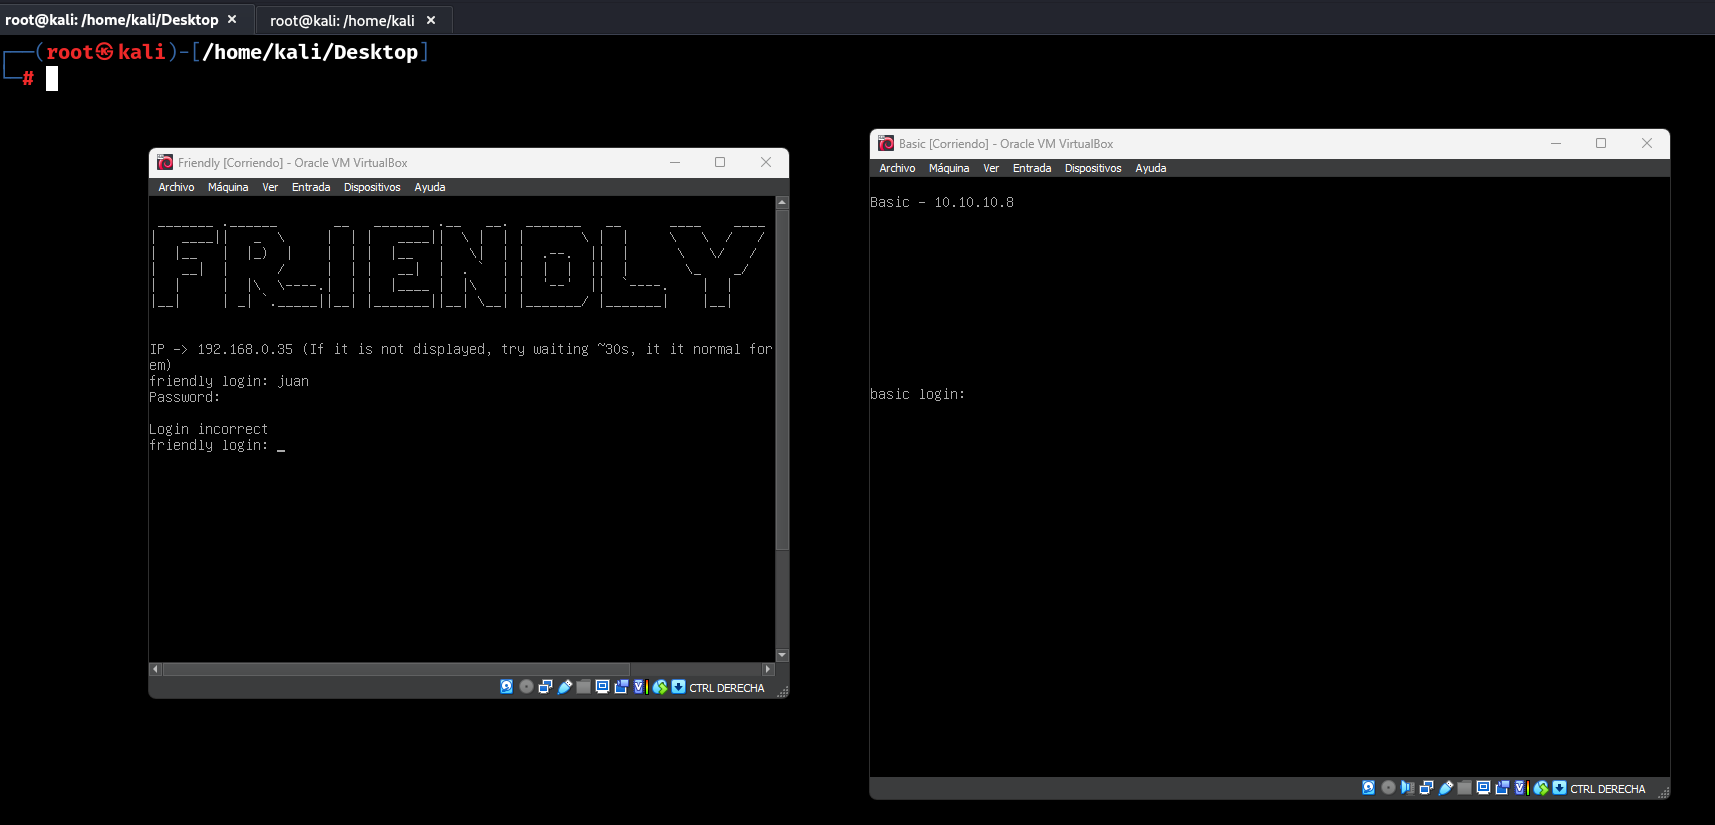 root@kali: /home/kali/Desktop × root@kali: /home/kali ×
┌──(root㉿kali)-[/home/kali/Desktop]
└─#
Friendly [Corriendo] - Oracle VM VirtualBox
Archivo Máquina Ver Entrada Dispositivos Ayuda
FRIENDLY
IP -> 192.168.0.35 (If it is not displayed, try waiting ~30s, it it normal for
em)
friendly login: juan
Password:
Login incorrect
friendly login: _
CTRL DERECHA
Basic [Corriendo] - Oracle VM VirtualBox
Archivo Máquina Ver Entrada Dispositivos Ayuda
Basic - 10.10.10.8
basic login:
CTRL DERECHA